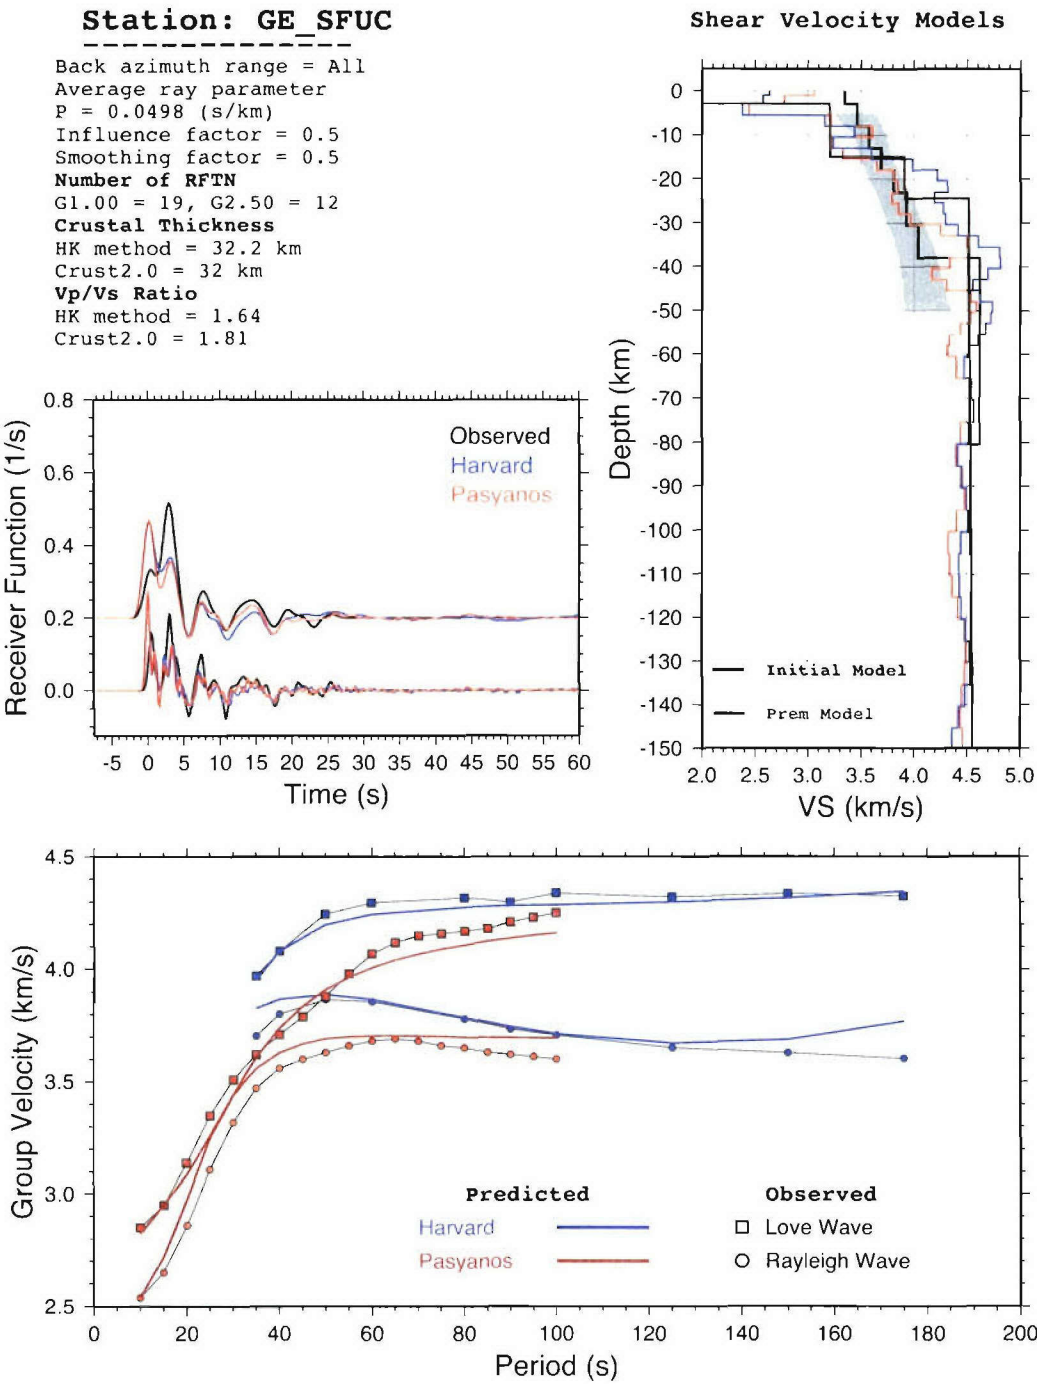 Station: GE_SFUC
Back azimuth range = All
Average ray parameter
P = 0.0498 (s/km)
Influence factor = 0.5
Smoothing factor = 0.5
Number of RFTN
G1.00 = 19, G2.50 = 12
Crustal Thickness
HK method = 32.2 km
Crust2.0 = 32 km
Vp/Vs Ratio
HK method = 1.64
Crust2.0 = 1.81
Shear Velocity Models
0
-10
-20
-30
-40
-50
-60
-70
-80
-90
-100
-110
-120
-130
-140
-150
Depth (km)
Initial Model
Prem Model
2.0 2.5 3.0 3.5 4.0 4.5 5.0
VS (km/s)
0.8
0.6
0.4
0.2
0.0
Receiver Function (1/s)
Observed
Harvard
Pasyanos
-5 0 5 10 15 20 25 30 35 40 45 50 55 60
Time (s)
4.5
4.0
3.5
3.0
2.5
Group Velocity (km/s)
Predicted Observed
Harvard Love Wave
Pasyanos Rayleigh Wave
0 20 40 60 80 100 120 140 160 180 200
Period (s)